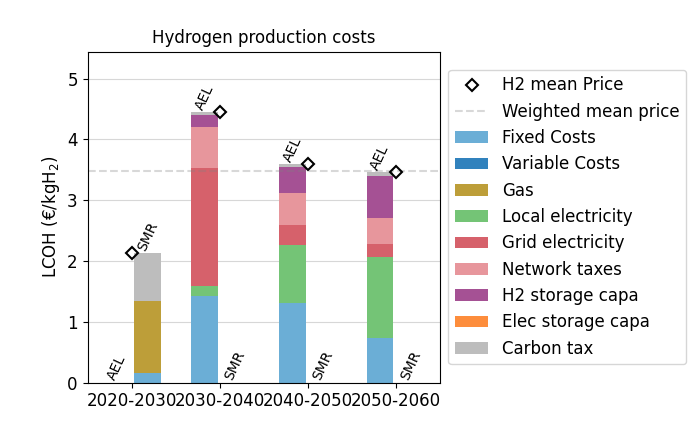 Hydrogen production costs
LCOH (€/kgH₂)
5
4
3
2
1
0
AEL
SMR
AEL
SMR
AEL
SMR
AEL
SMR
2020-2030
2030-2040
2040-2050
2050-2060
H2 mean Price
Weighted mean price
Fixed Costs
Variable Costs
Gas
Local electricity
Grid electricity
Network taxes
H2 storage capa
Elec storage capa
Carbon tax